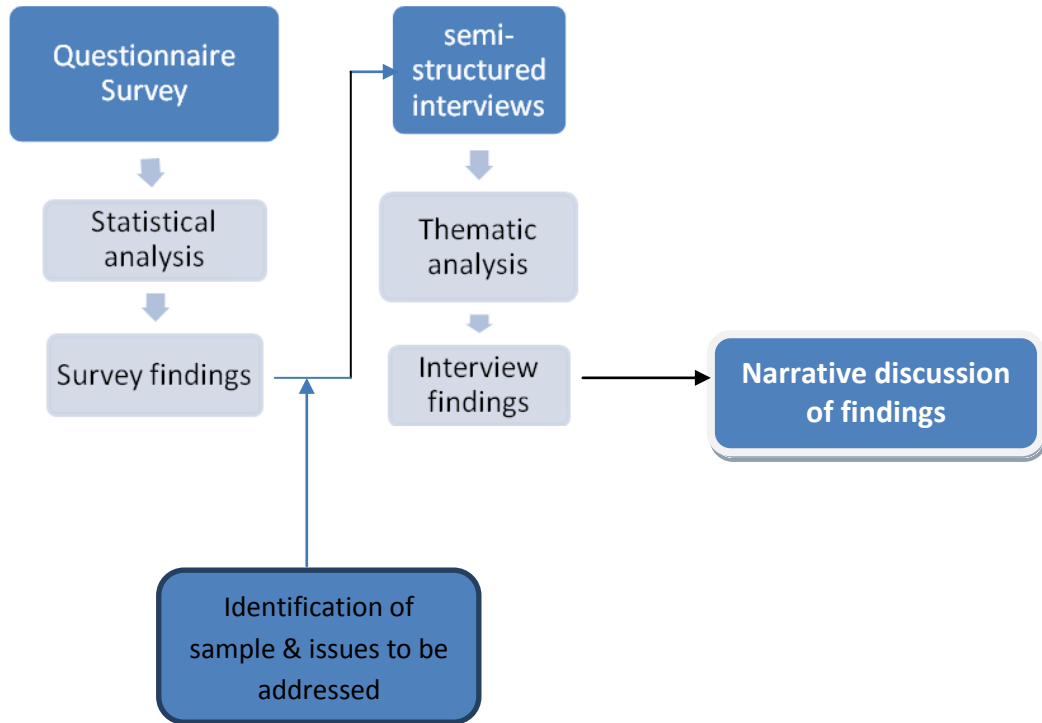 Questionnaire
Survey
Statistical
analysis
Survey findings
semi-
structured
interviews
Thematic
analysis
Interview
findings
Narrative discussion
of findings
Identification of
sample & issues to be
addressed